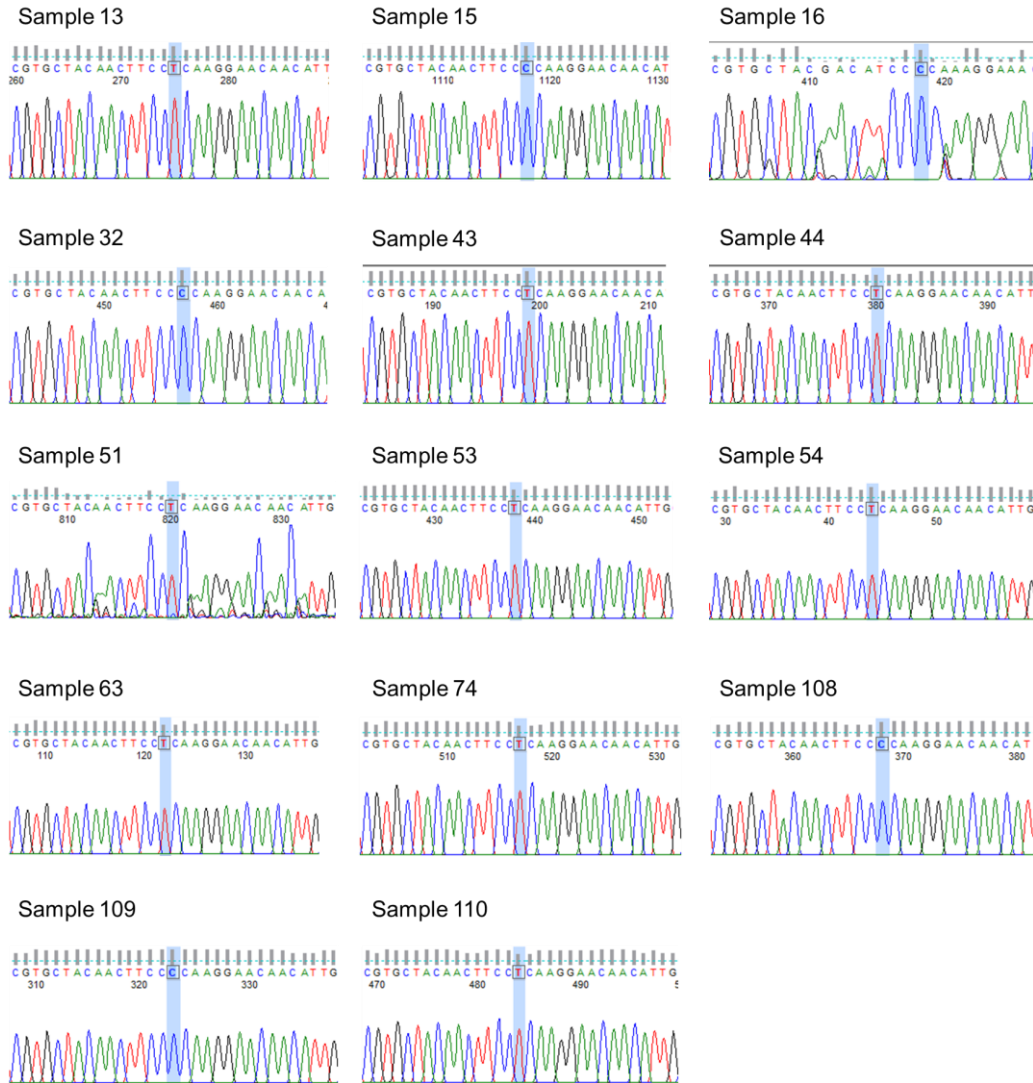 Sample 13
CGTGCTACAACTTCCTCAAGGAACAACATT
260 270 280
Sample 15
CGTGCTACAACTTCCCCAAGGAACAACAT
1110 1120 1130
Sample 16
CGTGCTACGACATCCCCAAAGGAAA
410 420
Sample 32
CGTGCTACAACTTCCCCAAGGAACAACA
450 460 4
Sample 43
CGTGCTACAACTTCCTCAAGGAACAACA
190 200 210
Sample 44
CGTGCTACAACTTCCTCAAGGAACAACATT
370 380 390
Sample 51
CGTGCTACAACTTCCTCAAGGAACAACATTG
810 820 830
Sample 53
CGTGCTACAACTTCCTCAAGGAACAACATTG
430 440 450
Sample 54
CGTGCTACAACTTCCTCAAGGAACAACATTG
30 40 50
Sample 63
CGTGCTACAACTTCCTCAAGGAACAACATTG
110 120 130
Sample 74
CGTGCTACAACTTCCTCAAGGAACAACATTG
510 520 530
Sample 108
CGTGCTACAACTTCCCCAAGGAACAACAT
360 370 380
Sample 109
CGTGCTACAACTTCCCCAAGGAACAACATTG
310 320 330
Sample 110
CGTGCTACAACTTCCTCAAGGAACAACATTG
470 480 490 5